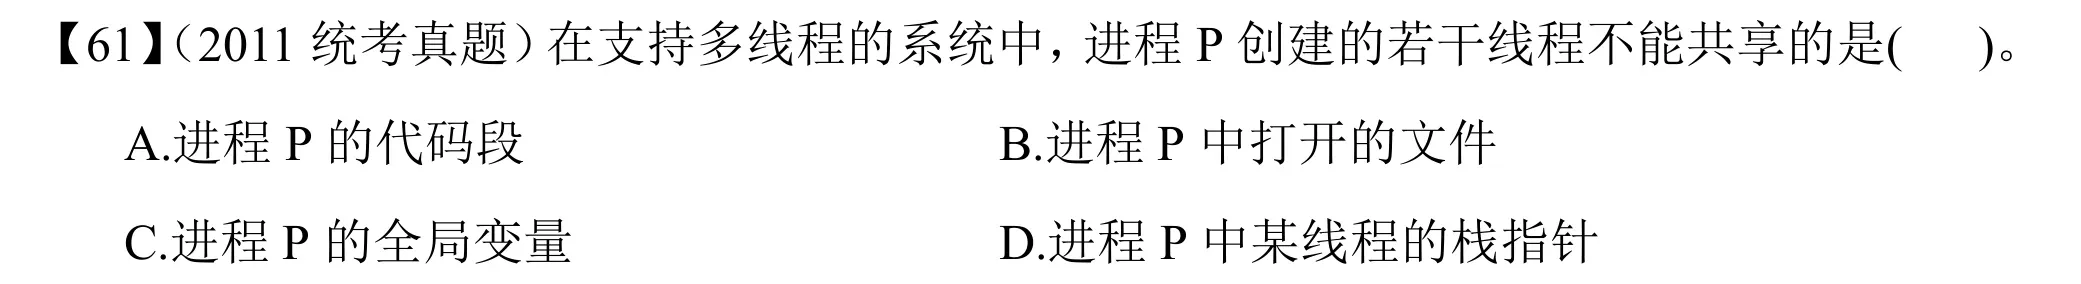 【61】（2011 统考真题）在支持多线程的系统中，进程 P 创建的若干线程不能共享的是(    )。
A.进程 P 的代码段    B.进程 P 中打开的文件
C.进程 P 的全局变量    D.进程 P 中某线程的栈指针